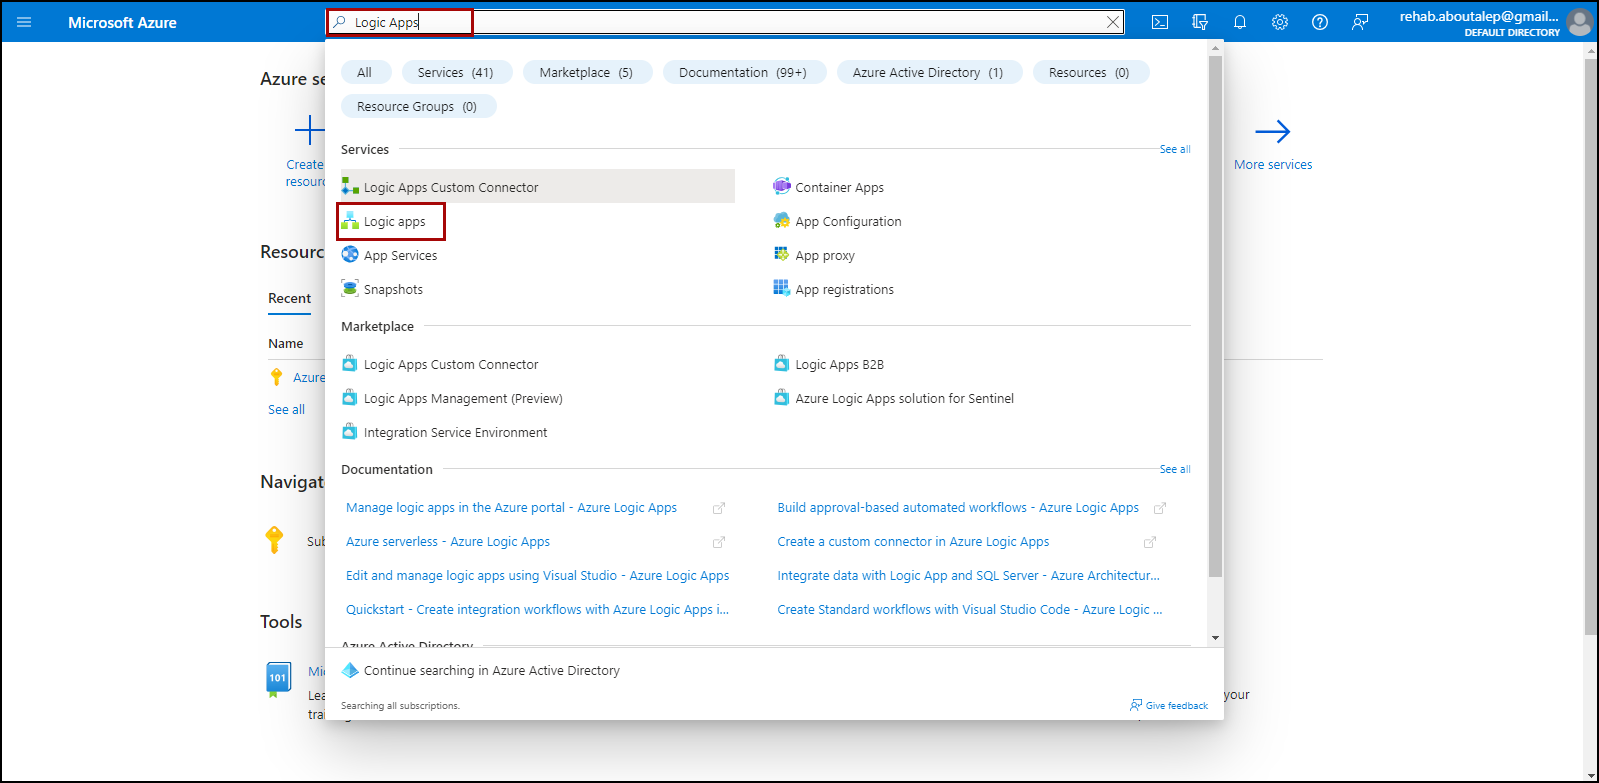 Microsoft Azure
Logic Apps
rehab.aboutalep@gmail...
DEFAULT DIRECTORY
All
Services (41)
Marketplace (5)
Documentation (99+)
Azure Active Directory (1)
Resources (0)
Resource Groups (0)
Azure se
Create
resourc
More services
Services
See all
Logic Apps Custom Connector
Container Apps
Logic apps
App Configuration
App Services
App proxy
Snapshots
App registrations
Resourc
Recent
Name
Azure
See all
Marketplace
Logic Apps Custom Connector
Logic Apps B2B
Logic Apps Management (Preview)
Azure Logic Apps solution for Sentinel
Integration Service Environment
Documentation
See all
Manage logic apps in the Azure portal - Azure Logic Apps
Build approval-based automated workflows - Azure Logic Apps
Azure serverless - Azure Logic Apps
Create a custom connector in Azure Logic Apps
Edit and manage logic apps using Visual Studio - Azure Logic Apps
Integrate data with Logic App and SQL Server - Azure Architectur...
Quickstart - Create integration workflows with Azure Logic Apps i...
Create Standard workflows with Visual Studio Code - Azure Logic ...
Azure Active Directory
Navigat
Sub
Tools
101
Mic
Lea
trai
your
Continue searching in Azure Active Directory
Searching all subscriptions.
Give feedback